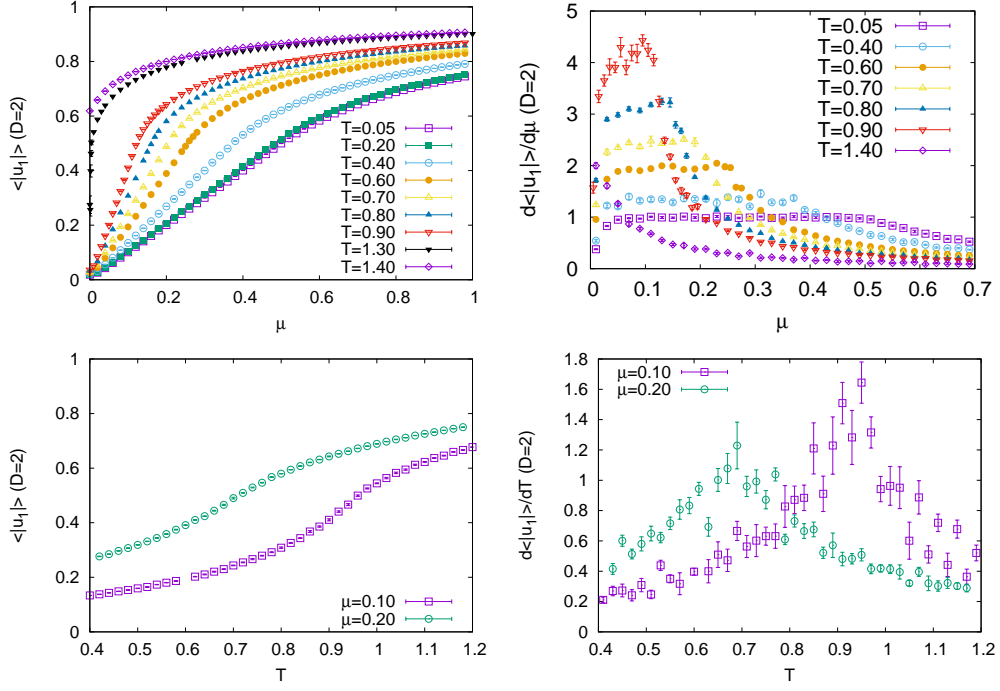 <|u₁|> (D=2)
1
0.8
0.6
0.4
0.2
0
T=0.05
T=0.20
T=0.40
T=0.60
T=0.70
T=0.80
T=0.90
T=1.30
T=1.40
0 0.2 0.4 0.6 0.8 1
μ
d<|u₁|>/dμ (D=2)
5
4
3
2
1
0
T=0.05
T=0.40
T=0.60
T=0.70
T=0.80
T=0.90
T=1.40
0 0.1 0.2 0.3 0.4 0.5 0.6 0.7
μ
<|u₁|> (D=2)
1
0.8
0.6
0.4
0.2
0
μ=0.10
μ=0.20
0.4 0.5 0.6 0.7 0.8 0.9 1 1.1 1.2
T
d<|u₁|>/dT (D=2)
1.8
1.6
1.4
1.2
1
0.8
0.6
0.4
0.2
0
μ=0.10
μ=0.20
0.4 0.5 0.6 0.7 0.8 0.9 1 1.1 1.2
T